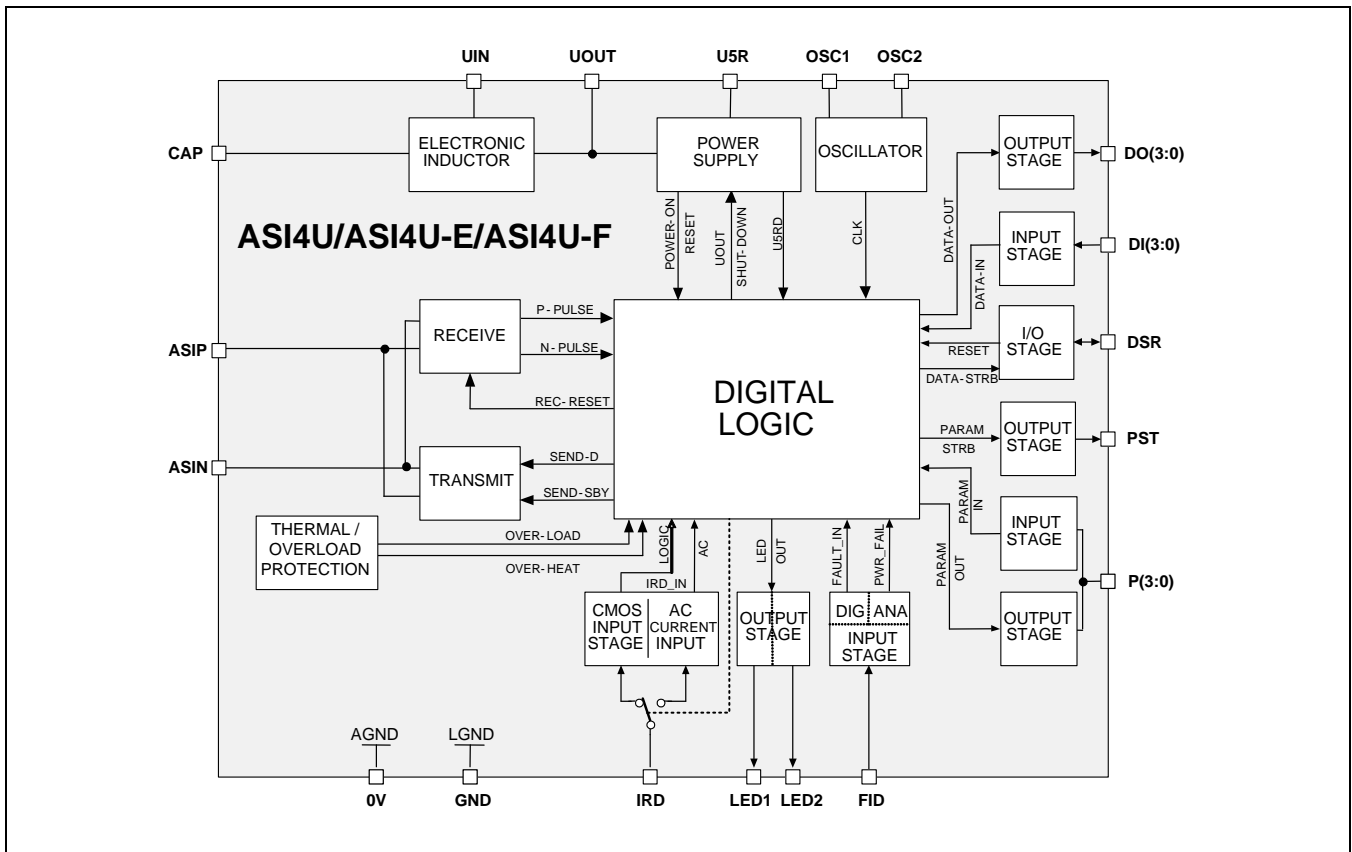 UIN
UOUT
U5R
OSC1
OSC2
CAP
ELECTRONIC
INDUCTOR
POWER
SUPPLY
OSCILLATOR
OUTPUT
STAGE
DO(3:0)
ASI4U/ASI4U-E/ASI4U-F
POWER-ON
RESET
UOUT
SHUT-DOWN
U5RD
CLK
DATA-OUT
DATA-IN
INPUT
STAGE
DI(3:0)
RECEIVE
P-PULSE
N-PULSE
REC-RESET
ASIP
DIGITAL
LOGIC
RESET
DATA-STRB
I/O
STAGE
DSR
ASIN
TRANSMIT
SEND-D
SEND-SBY
PARAM
STRB
OUTPUT
STAGE
PST
THERMAL /
OVERLOAD
PROTECTION
OVER-LOAD
OVER-HEAT
LOGIC
IRD_IN
AC
LED
OUT
FAULT_IN
PWR_FAIL
PARAM
IN
PARAM
OUT
INPUT
STAGE
P(3:0)
OUTPUT
STAGE
CMOS
INPUT
STAGE
AC
CURRENT
INPUT
OUTPUT
STAGE
DIG
ANA
INPUT
STAGE
AGND
LGND
0V
GND
IRD
LED1
LED2
FID